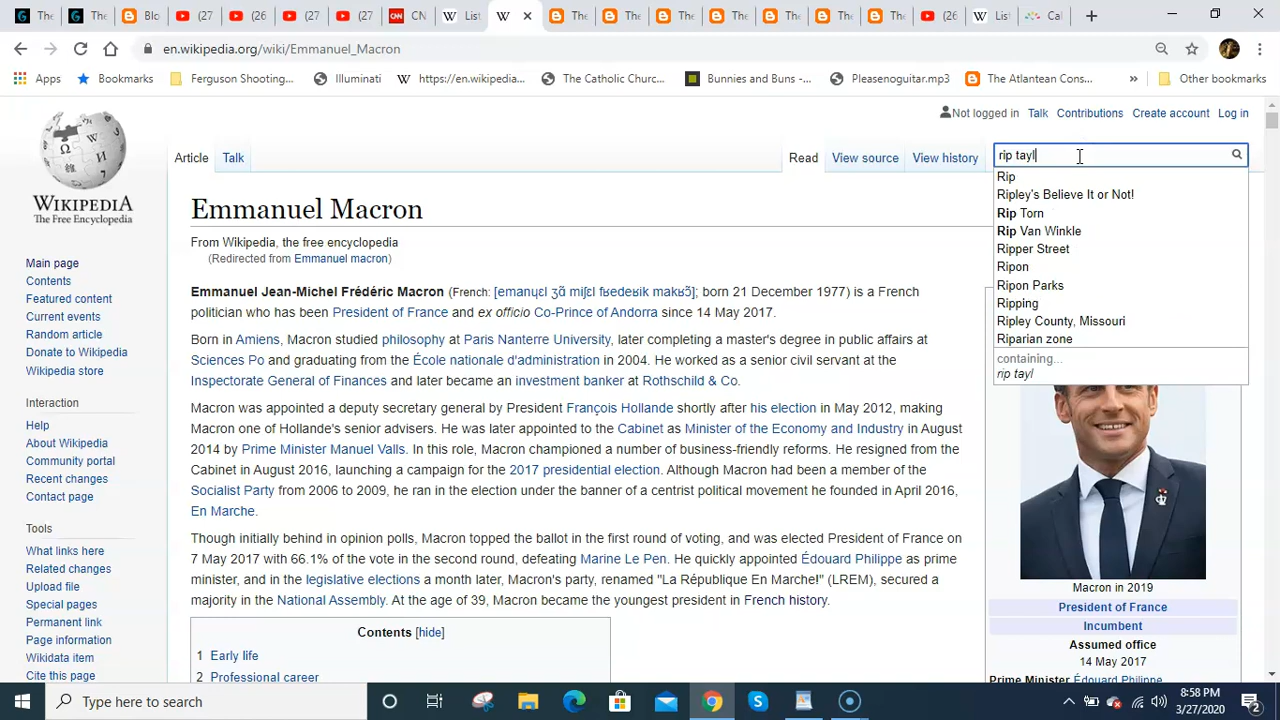 The
The
Blo
(27
(26
(27
(27
CN
List
The
The
The
The
The
The
The
(26
List
Cal
en.wikipedia.org/wiki/Emmanuel_Macron
Apps
Bookmarks
Ferguson Shooting...
Illuminati
https://en.wikipedia...
The Catholic Churc...
Bunnies and Buns -...
Pleasenoguitar.mp3
The Atlantean Cons...
»
Other bookmarks
Not logged in Talk Contributions Create account Log in
WIKIPEDIA
The Free Encyclopedia
Article Talk
Read View source View history
rip tayl
Rip
Ripley's Believe It or Not!
Rip Torn
Rip Van Winkle
Ripper Street
Ripon
Ripon Parks
Ripping
Ripley County, Missouri
Riparian zone
containing...
rip tayl
Main page
Contents
Featured content
Current events
Random article
Donate to Wikipedia
Wikipedia store
Interaction
Help
About Wikipedia
Community portal
Recent changes
Contact page
Tools
What links here
Related changes
Upload file
Special pages
Permanent link
Page information
Wikidata item
Cite this page
Emmanuel Macron
From Wikipedia, the free encyclopedia
(Redirected from Emmanuel macron)
Emmanuel Jean-Michel Frédéric Macron (French: [emanɥɛl ʒɑ̃ miʃɛl fʁedeʁik makʁɔ̃]; born 21 December 1977) is a French
politician who has been President of France and ex officio Co-Prince of Andorra since 14 May 2017.
Born in Amiens, Macron studied philosophy at Paris Nanterre University, later completing a master's degree in public affairs at
Sciences Po and graduating from the École nationale d'administration in 2004. He worked as a senior civil servant at the
Inspectorate General of Finances and later became an investment banker at Rothschild & Co.
Macron was appointed a deputy secretary general by President François Hollande shortly after his election in May 2012, making
Macron one of Hollande's senior advisers. He was later appointed to the Cabinet as Minister of the Economy and Industry in August
2014 by Prime Minister Manuel Valls. In this role, Macron championed a number of business-friendly reforms. He resigned from the
Cabinet in August 2016, launching a campaign for the 2017 presidential election. Although Macron had been a member of the
Socialist Party from 2006 to 2009, he ran in the election under the banner of a centrist political movement he founded in April 2016,
En Marche.
Though initially behind in opinion polls, Macron topped the ballot in the first round of voting, and was elected President of France on
7 May 2017 with 66.1% of the vote in the second round, defeating Marine Le Pen. He quickly appointed Édouard Philippe as prime
minister, and in the legislative elections a month later, Macron's party, renamed "La République En Marche!" (LREM), secured a
majority in the National Assembly. At the age of 39, Macron became the youngest president in French history.
Contents [hide]
1 Early life
2 Professional career
Macron in 2019
President of France
Incumbent
Assumed office
14 May 2017
Prime Minister Édouard Philippe
Type here to search
8:58 PM
3/27/2020
2